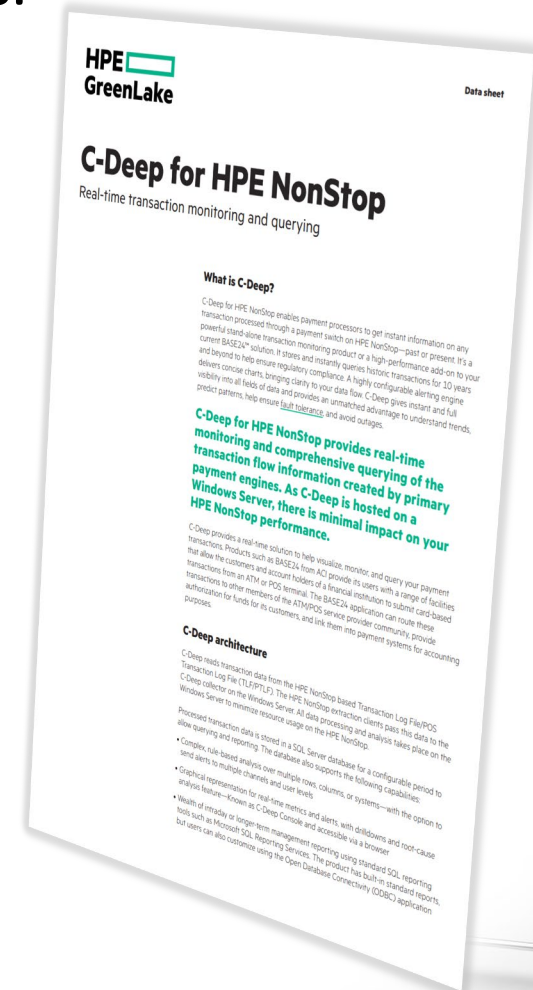 HPE
GreenLake
Data sheet
C-Deep for HPE NonStop
Real-time transaction monitoring and querying
What is C-Deep?
C-Deep for HPE NonStop enables payment processors to get instant information on any
transaction processed through a payment switch on HPE NonStop—past or present. It's a
powerful stand-alone transaction monitoring product or a high-performance add-on to your
current BASE24™ solution. It stores and instantly queries historic transactions for 10 years
and beyond to help ensure regulatory compliance. A highly configurable alerting engine
delivers concise charts, bringing clarity to your data flow. C-Deep gives instant and full
visibility into all fields of data and provides an unmatched advantage to understand trends,
predict patterns, help ensure fault tolerance, and avoid outages.
C-Deep for HPE NonStop provides real-time
monitoring and comprehensive querying of the
transaction flow information created by primary
payment engines. As C-Deep is hosted on a
Windows Server, there is minimal impact on your
HPE NonStop performance.
C-Deep provides a real-time solution to help visualize, monitor, and query your payment
transactions. Products such as BASE24 from ACI provide its users with a range of facilities
that allow the customers and account holders of a financial institution to submit card-based
transactions from an ATM or POS terminal. The BASE24 application can route these
transactions to other members of the ATM/POS service provider community, provide
authorization for funds for its customers, and link them into payment systems for accounting
purposes.
C-Deep architecture
C-Deep reads transaction data from the HPE NonStop based Transaction Log File/POS
Transaction Log File (TLF/PTLF). The HPE NonStop extraction clients pass this data to the
C-Deep collector on the Windows Server. All data processing and analysis takes place on the
Windows Server to minimize resource usage on the HPE NonStop.
Processed transaction data is stored in a SQL Server database for a configurable period to
allow querying and reporting. The database also supports the following capabilities:
• Complex, rule-based analysis over multiple rows, columns, or systems—with the option to
send alerts to multiple channels and user levels
• Graphical representation for real-time metrics and alerts, with drilldowns and root-cause
analysis feature—Known as C-Deep Console and accessible via a browser
• Wealth of intraday or longer-term management reporting using standard SQL reporting
tools such as Microsoft SQL Reporting Services. The product has built-in standard reports,
but users can also customize using the Open Database Connectivity (ODBC) application